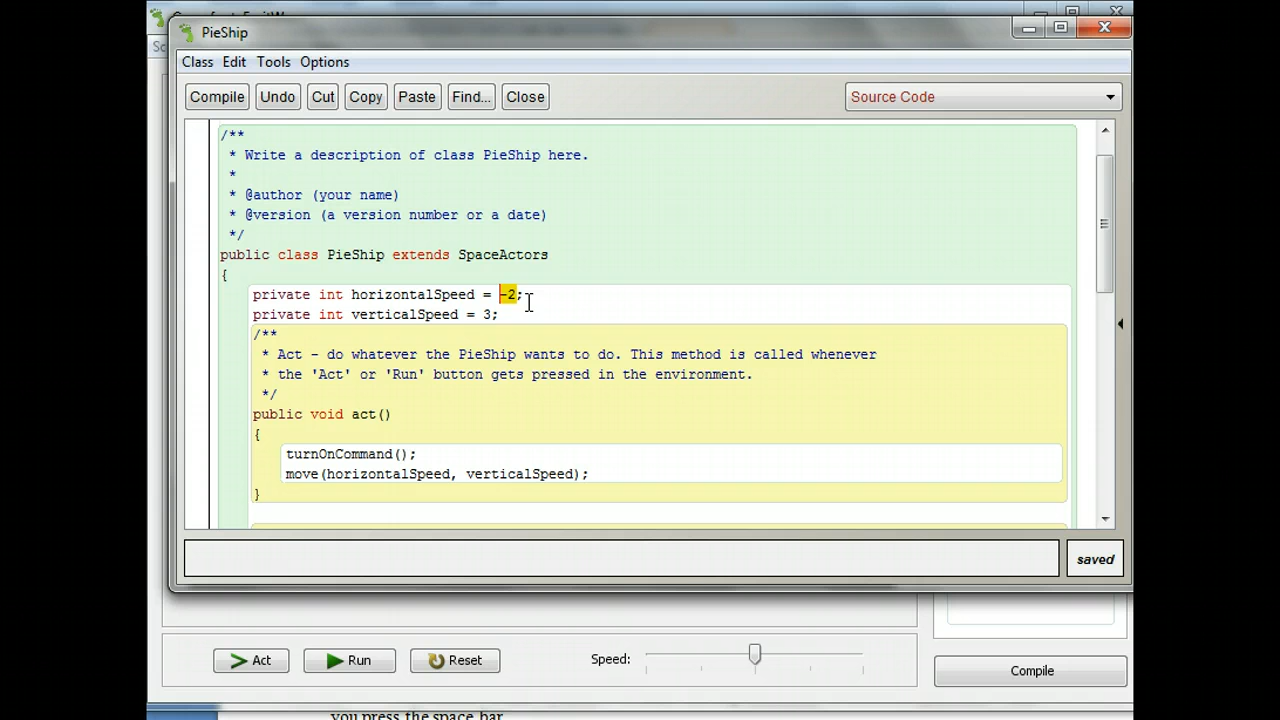 PieShip
Class Edit Tools Options
Compile Undo Cut Copy Paste Find... Close Source Code
/**
* Write a description of class PieShip here.
*
* @author (your name)
* @version (a version number or a date)
*/
public class PieShip extends SpaceActors
{
private int horizontalSpeed = -2;
private int verticalSpeed = 3;
/**
* Act - do whatever the PieShip wants to do. This method is called whenever
* the 'Act' or 'Run' button gets pressed in the environment.
*/
public void act()
{
turnOnCommand();
move(horizontalSpeed, verticalSpeed);
}
saved
Act Run Reset Speed: Compile
you press the space bar